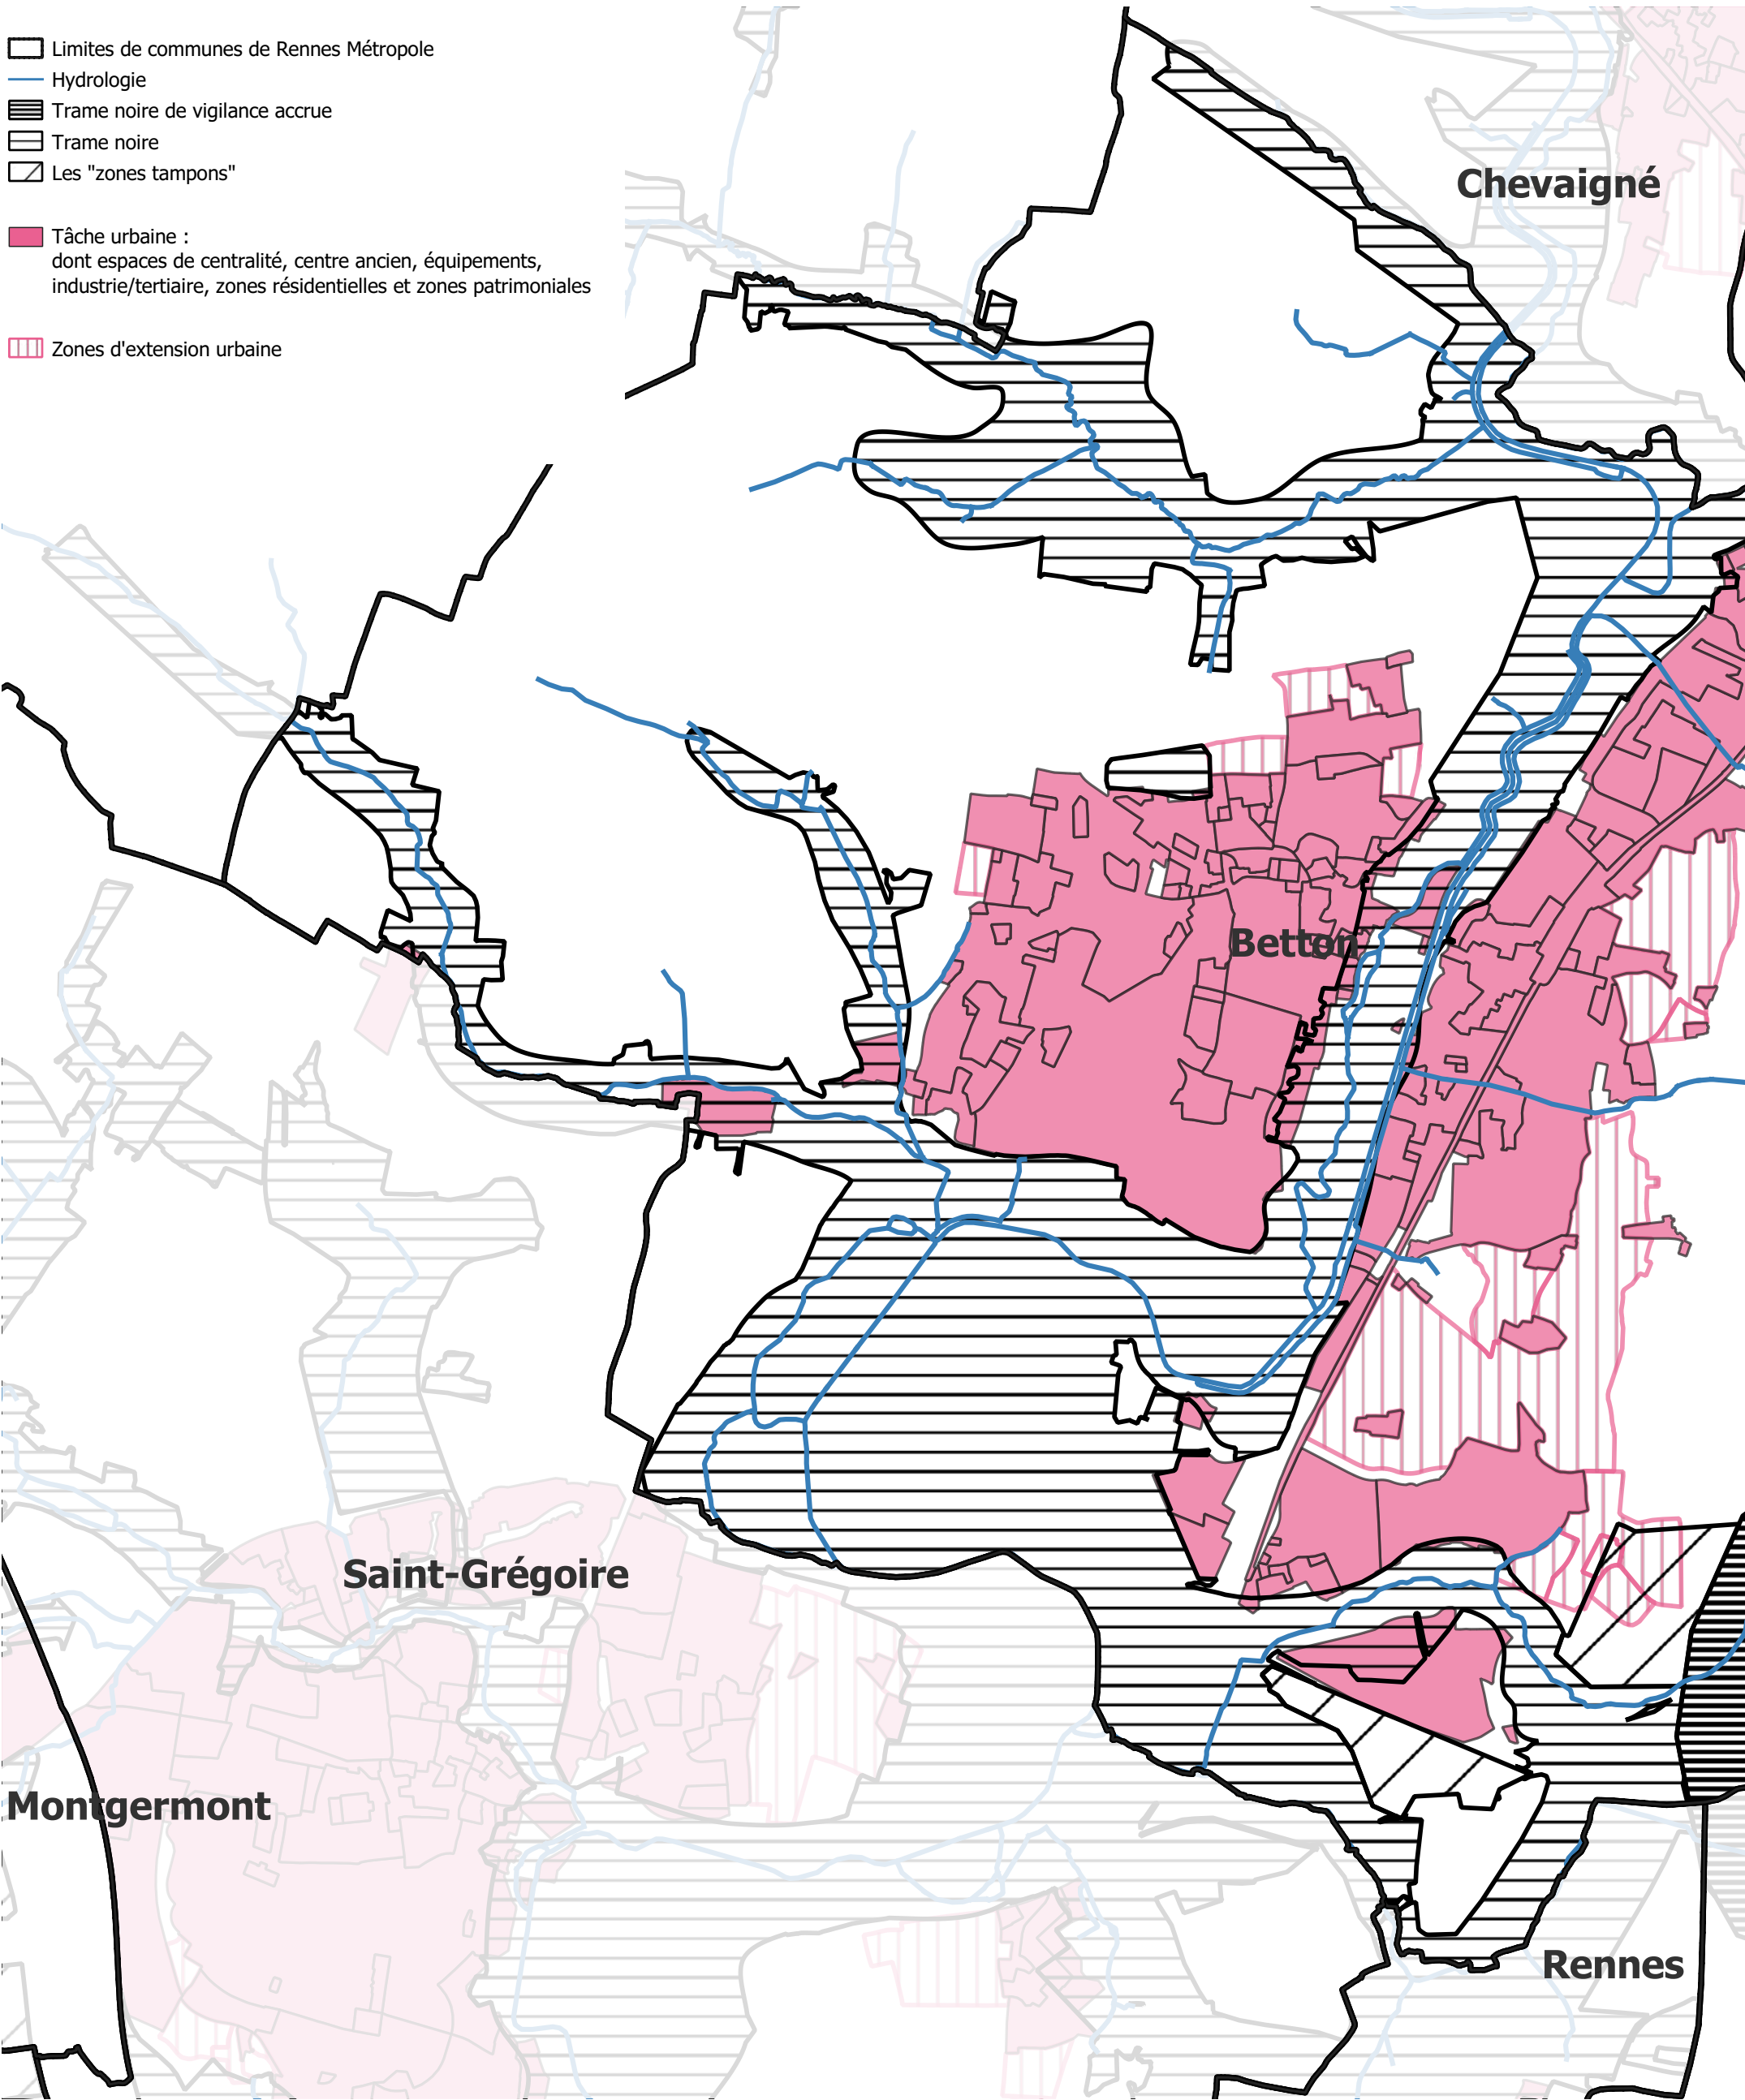 Limites de communes de Rennes Métropole
Hydrologie
Trame noire de vigilance accrue
Trame noire
Les "zones tampons"
Tâche urbaine :
dont espaces de centralité, centre ancien, équipements,
industrie/tertiaire, zones résidentielles et zones patrimoniales
Zones d'extension urbaine
Chevaigné
Betton
Saint-Grégoire
Montgermont
Rennes